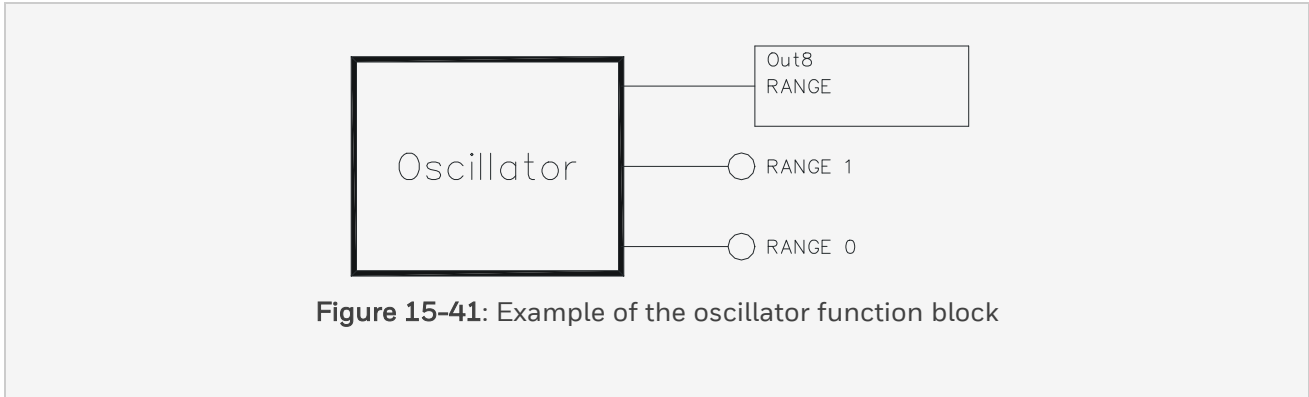 Out8
RANGE
Oscillator
RANGE 1
RANGE 0
Figure 15-41: Example of the oscillator function block